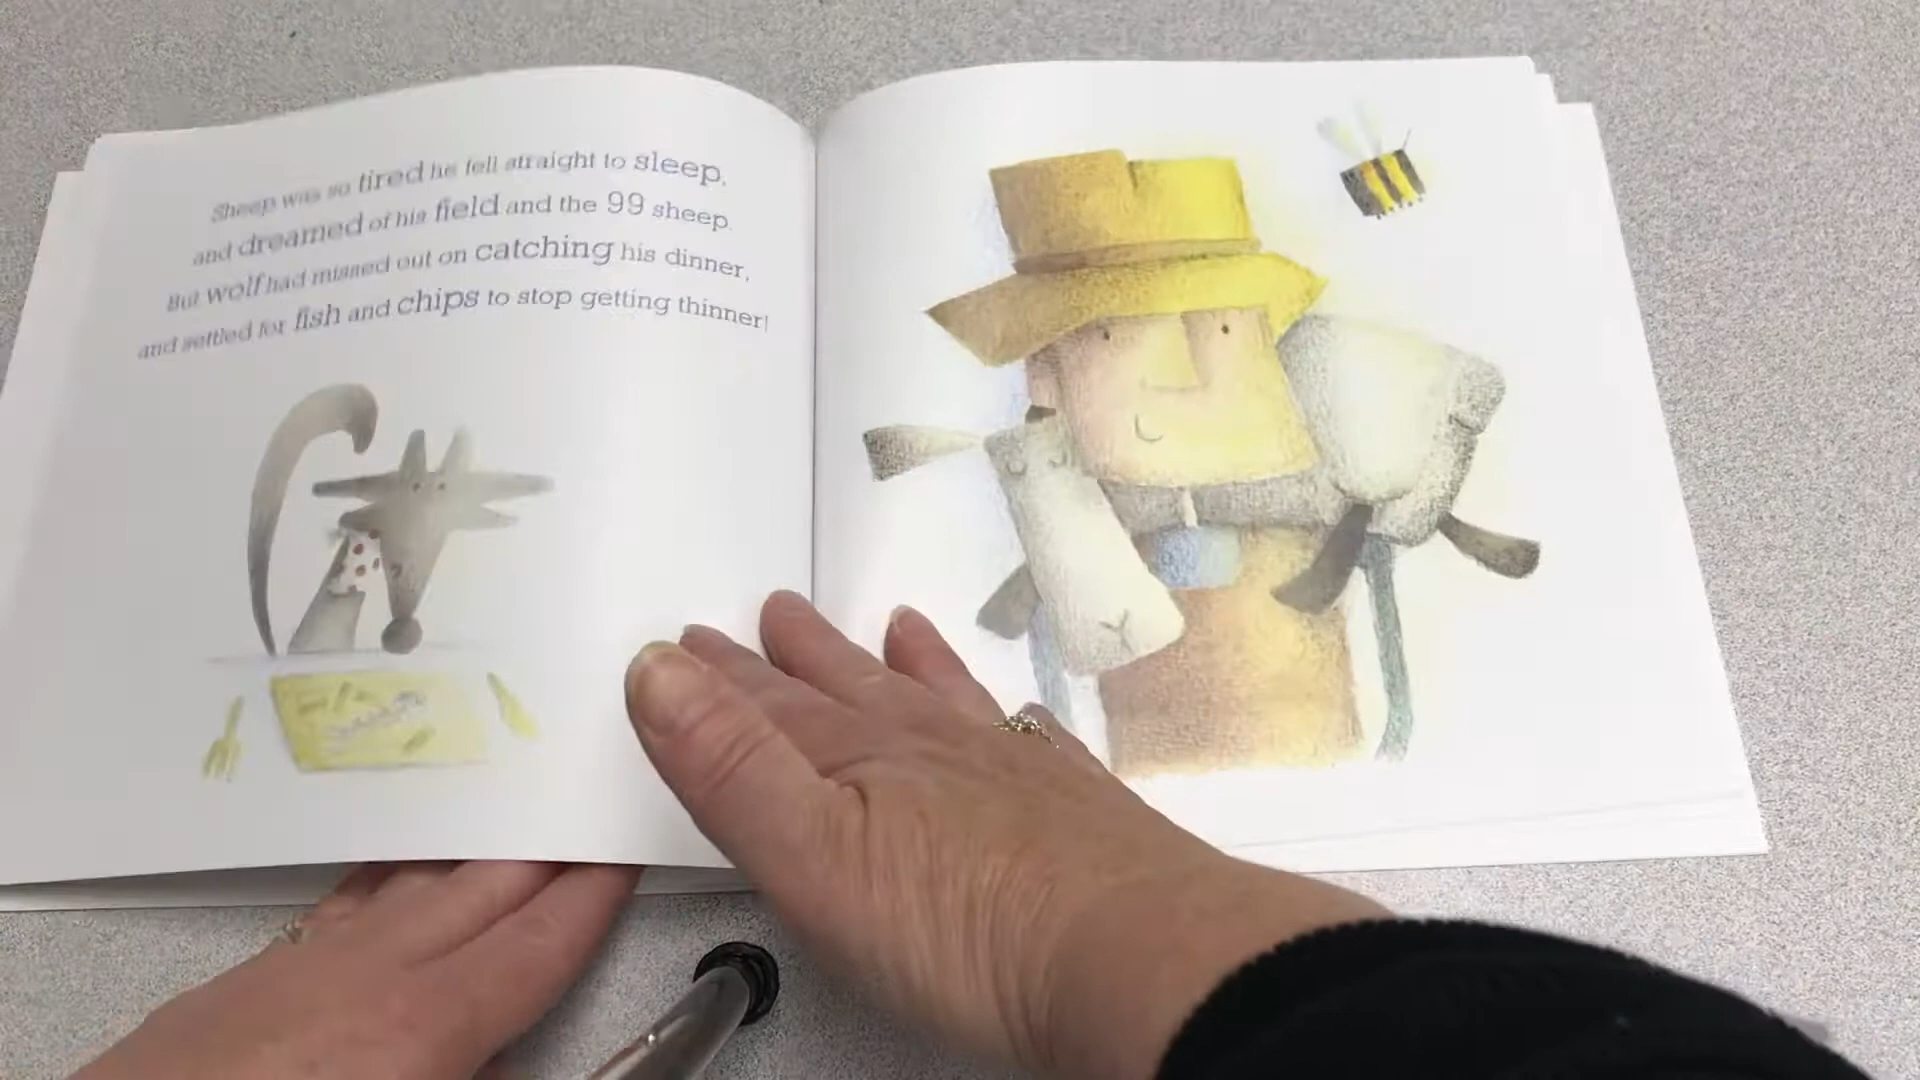 Sheep was so tired he fell straight to sleep,
and dreamed of his field and the 99 sheep.
But wolf had missed out on catching his dinner,
and settled for fish and chips to stop getting thinner!